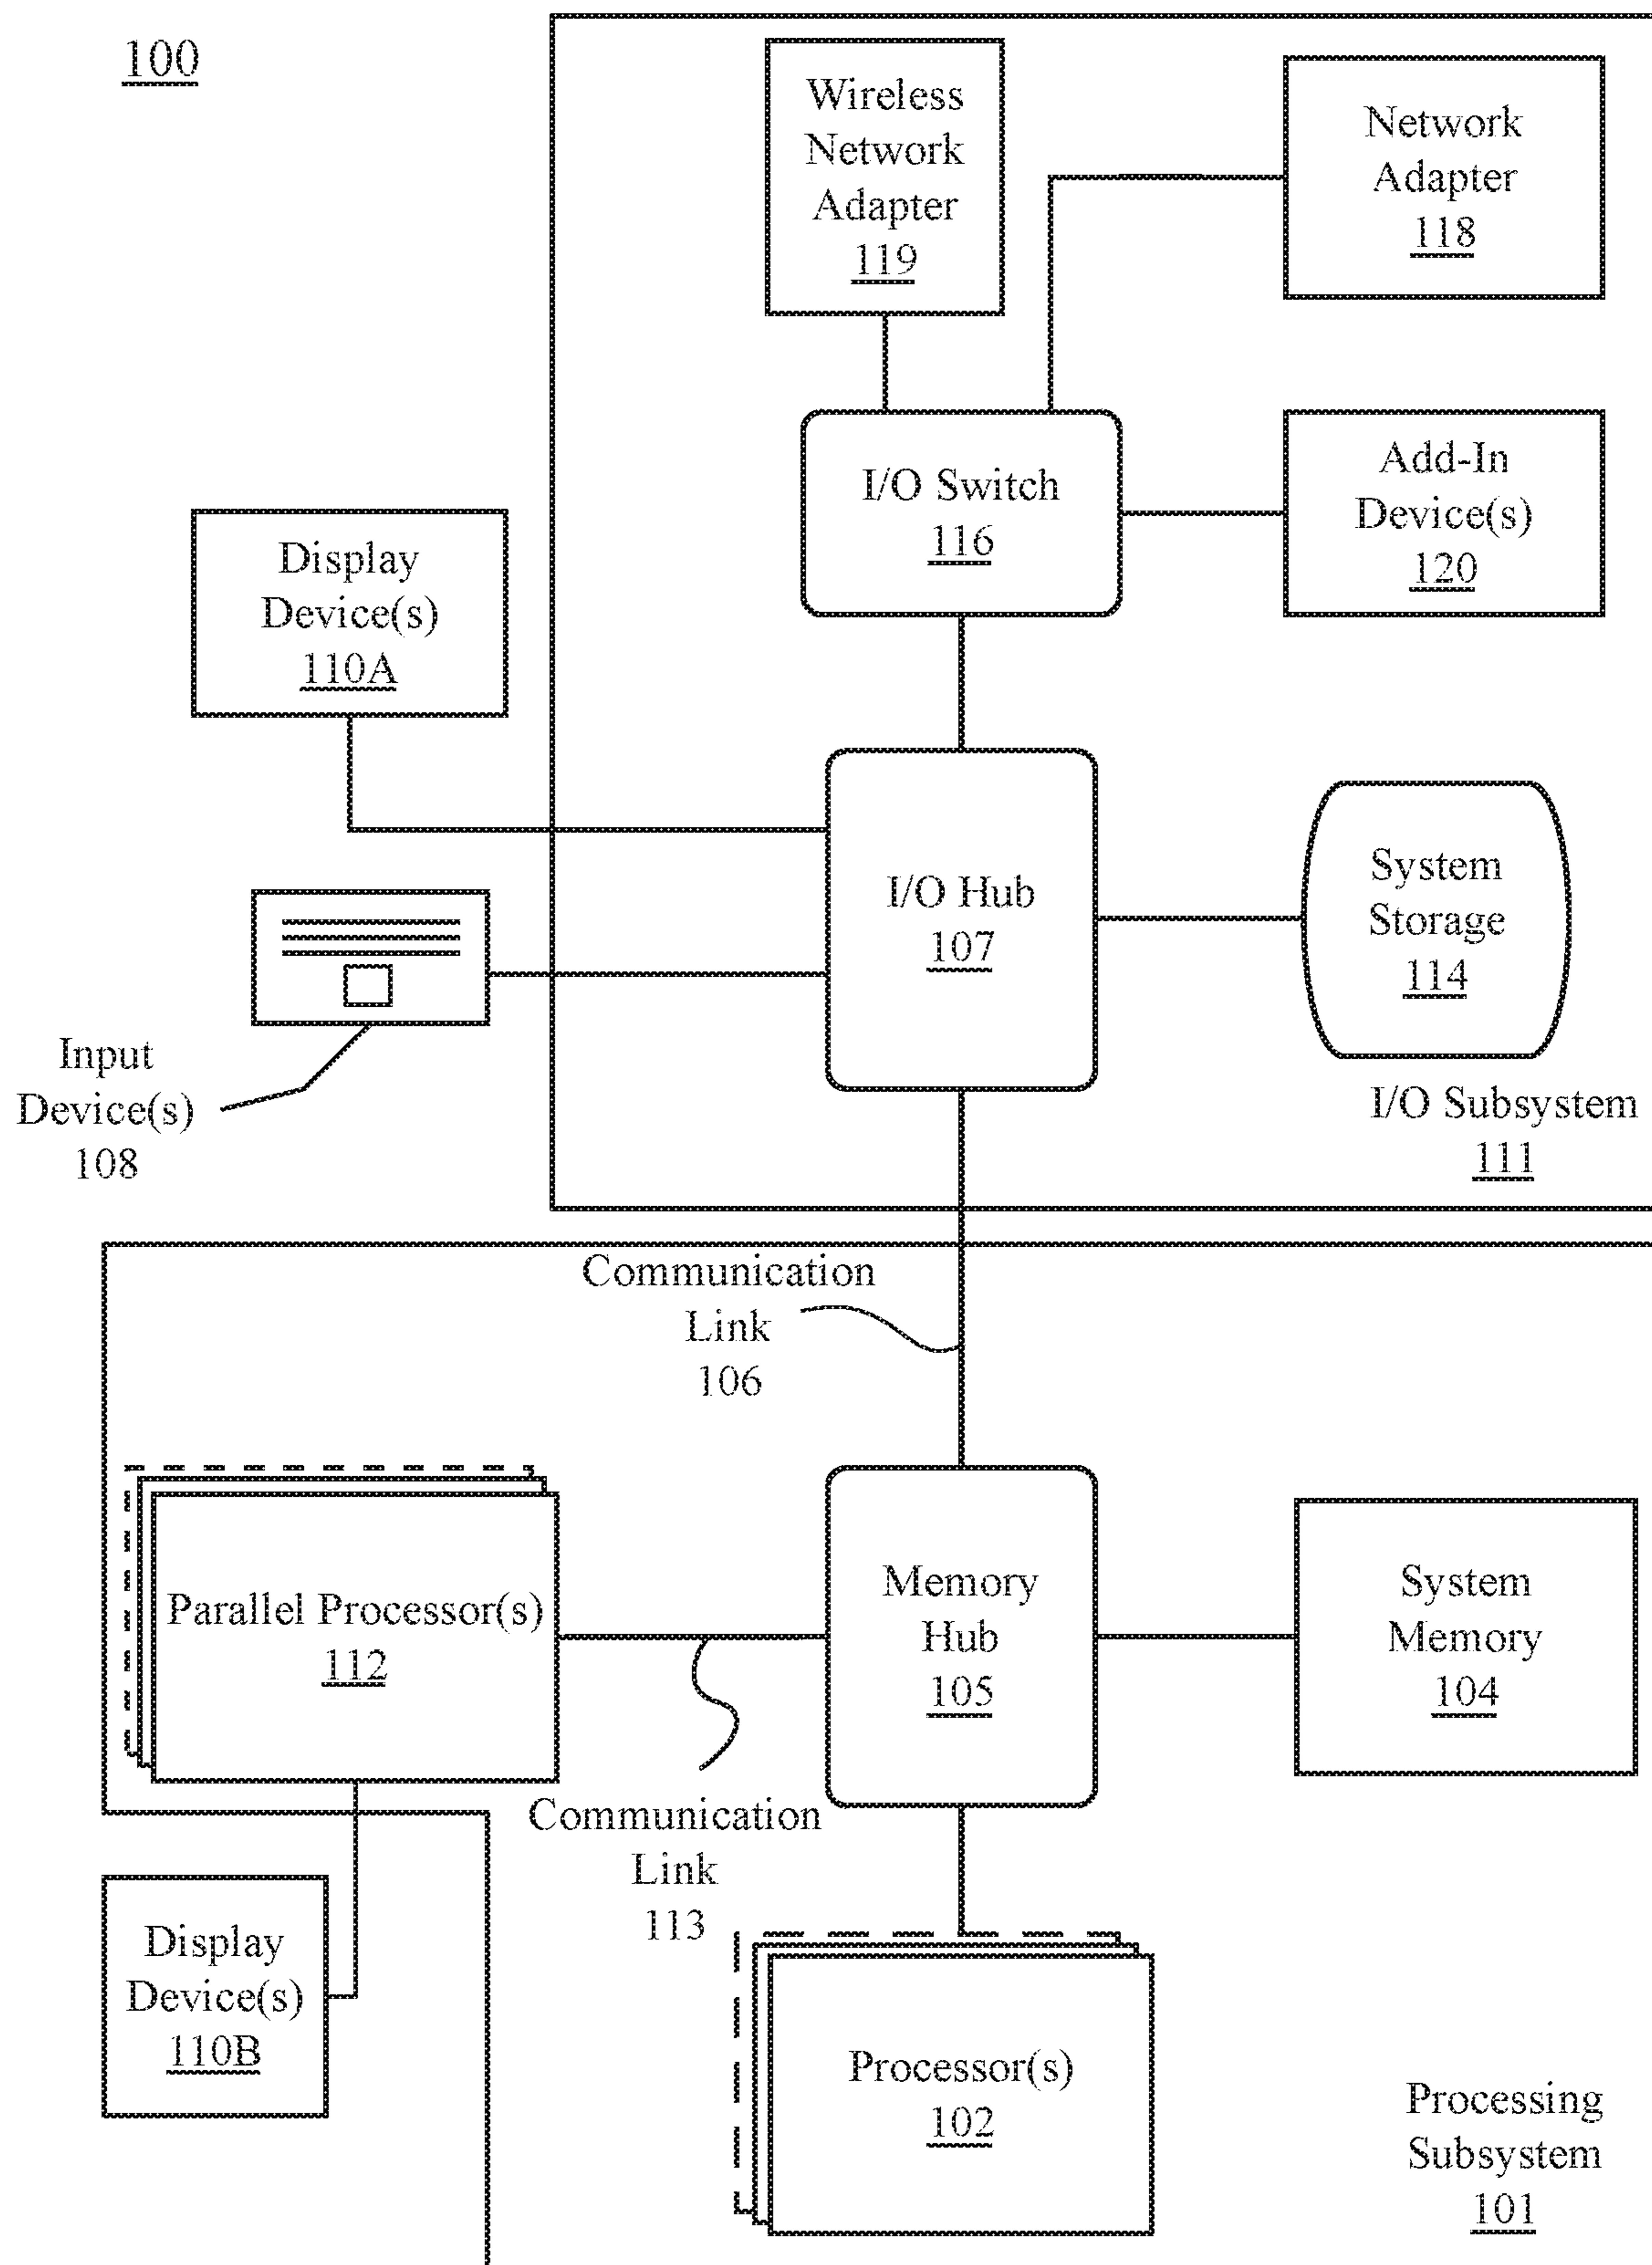 100
Wireless
Network
Adapter
119
Network
Adapter
118
I/O Switch
116
Add-In
Device(s)
120
Display
Device(s)
110A
I/O Hub
107
System
Storage
114
Input
Device(s)
108
I/O Subsystem
111
Communication
Link
106
Parallel Processor(s)
112
Memory
Hub
105
System
Memory
104
Communication
Link
113
Display
Device(s)
110B
Processor(s)
102
Processing
Subsystem
101